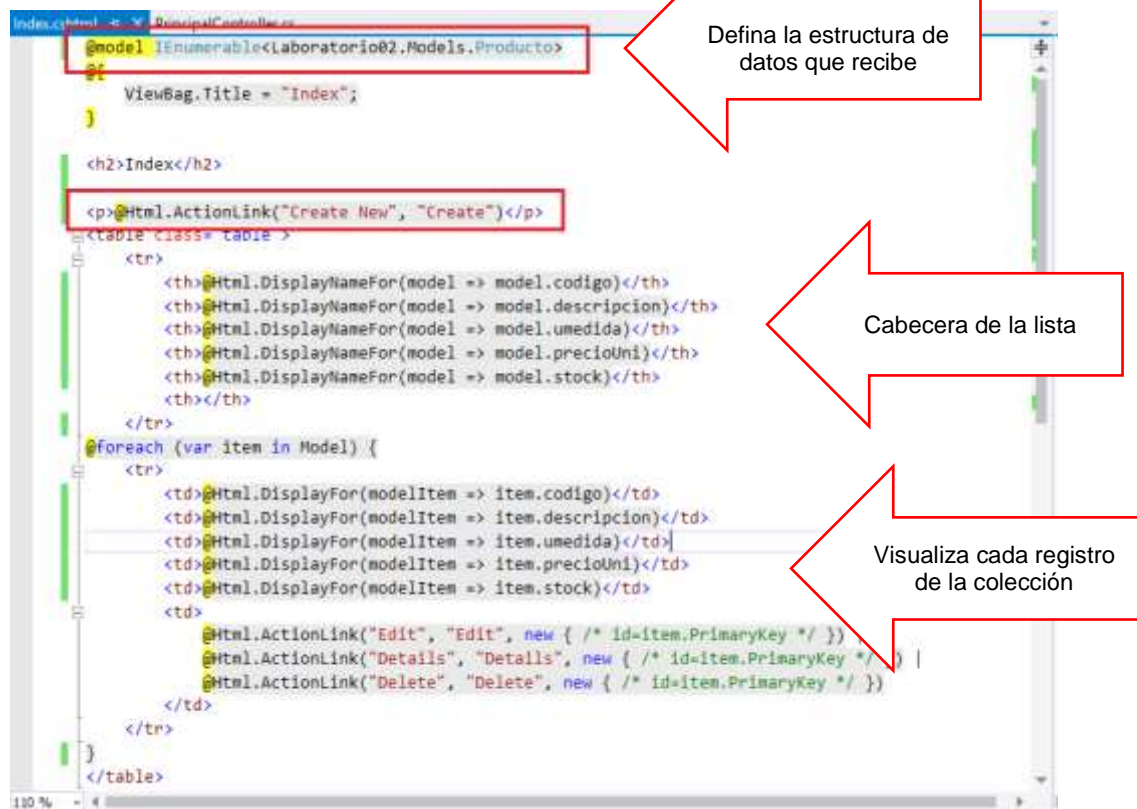 Index.cshtml PrincipalController.cs
@model IEnumerable<Laboratorio02.Models.Producto>
@{
ViewBag.Title = "Index";
}
<h2>Index</h2>
<p>@Html.ActionLink("Create New", "Create")</p>
<table class="table">
<tr>
<th>@Html.DisplayNameFor(model => model.codigo)</th>
<th>@Html.DisplayNameFor(model => model.descripcion)</th>
<th>@Html.DisplayNameFor(model => model.umedida)</th>
<th>@Html.DisplayNameFor(model => model.precioUni)</th>
<th>@Html.DisplayNameFor(model => model.stock)</th>
<th></th>
</tr>
@foreach (var item in Model) {
<tr>
<td>@Html.DisplayFor(modelItem => item.codigo)</td>
<td>@Html.DisplayFor(modelItem => item.descripcion)</td>
<td>@Html.DisplayFor(modelItem => item.umedida)</td>
<td>@Html.DisplayFor(modelItem => item.precioUni)</td>
<td>@Html.DisplayFor(modelItem => item.stock)</td>
<td>
@Html.ActionLink("Edit", "Edit", new { /* id=item.PrimaryKey */ }) |
@Html.ActionLink("Details", "Details", new { /* id=item.PrimaryKey */ }) |
@Html.ActionLink("Delete", "Delete", new { /* id=item.PrimaryKey */ })
</td>
</tr>
}
</table>
110 %
Defina la estructura de
datos que recibe
Cabecera de la lista
Visualiza cada registro
de la colección